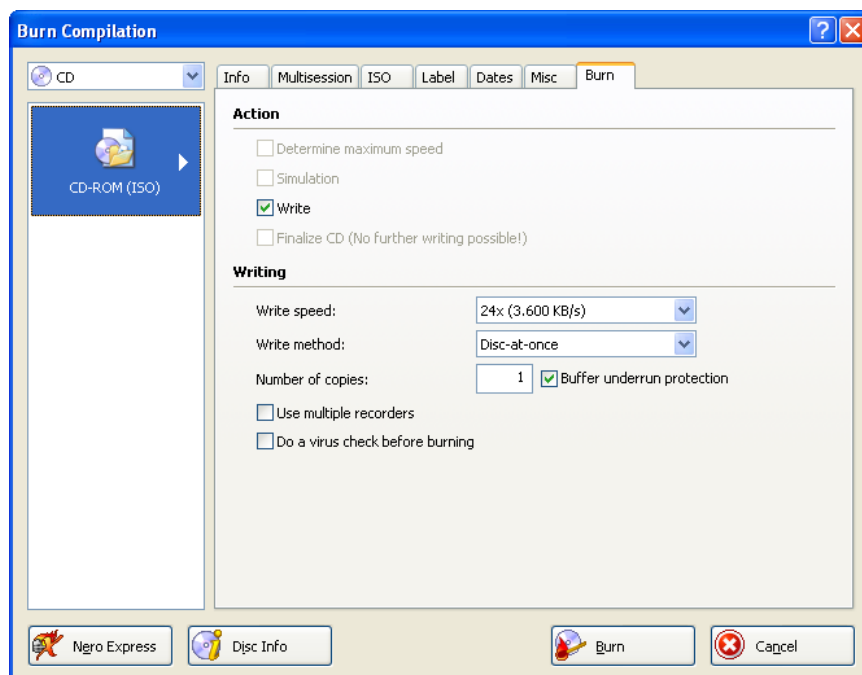 Burn Compilation
CD
Info Multisession ISO Label Dates Misc Burn
CD-ROM (ISO)
Action
Determine maximum speed
Simulation
Write
Finalize CD (No further writing possible!)
Writing
Write speed: 24x (3.600 KB/s)
Write method: Disc-at-once
Number of copies: 1 Buffer underrun protection
Use multiple recorders
Do a virus check before burning
Nero Express Disc Info Burn Cancel